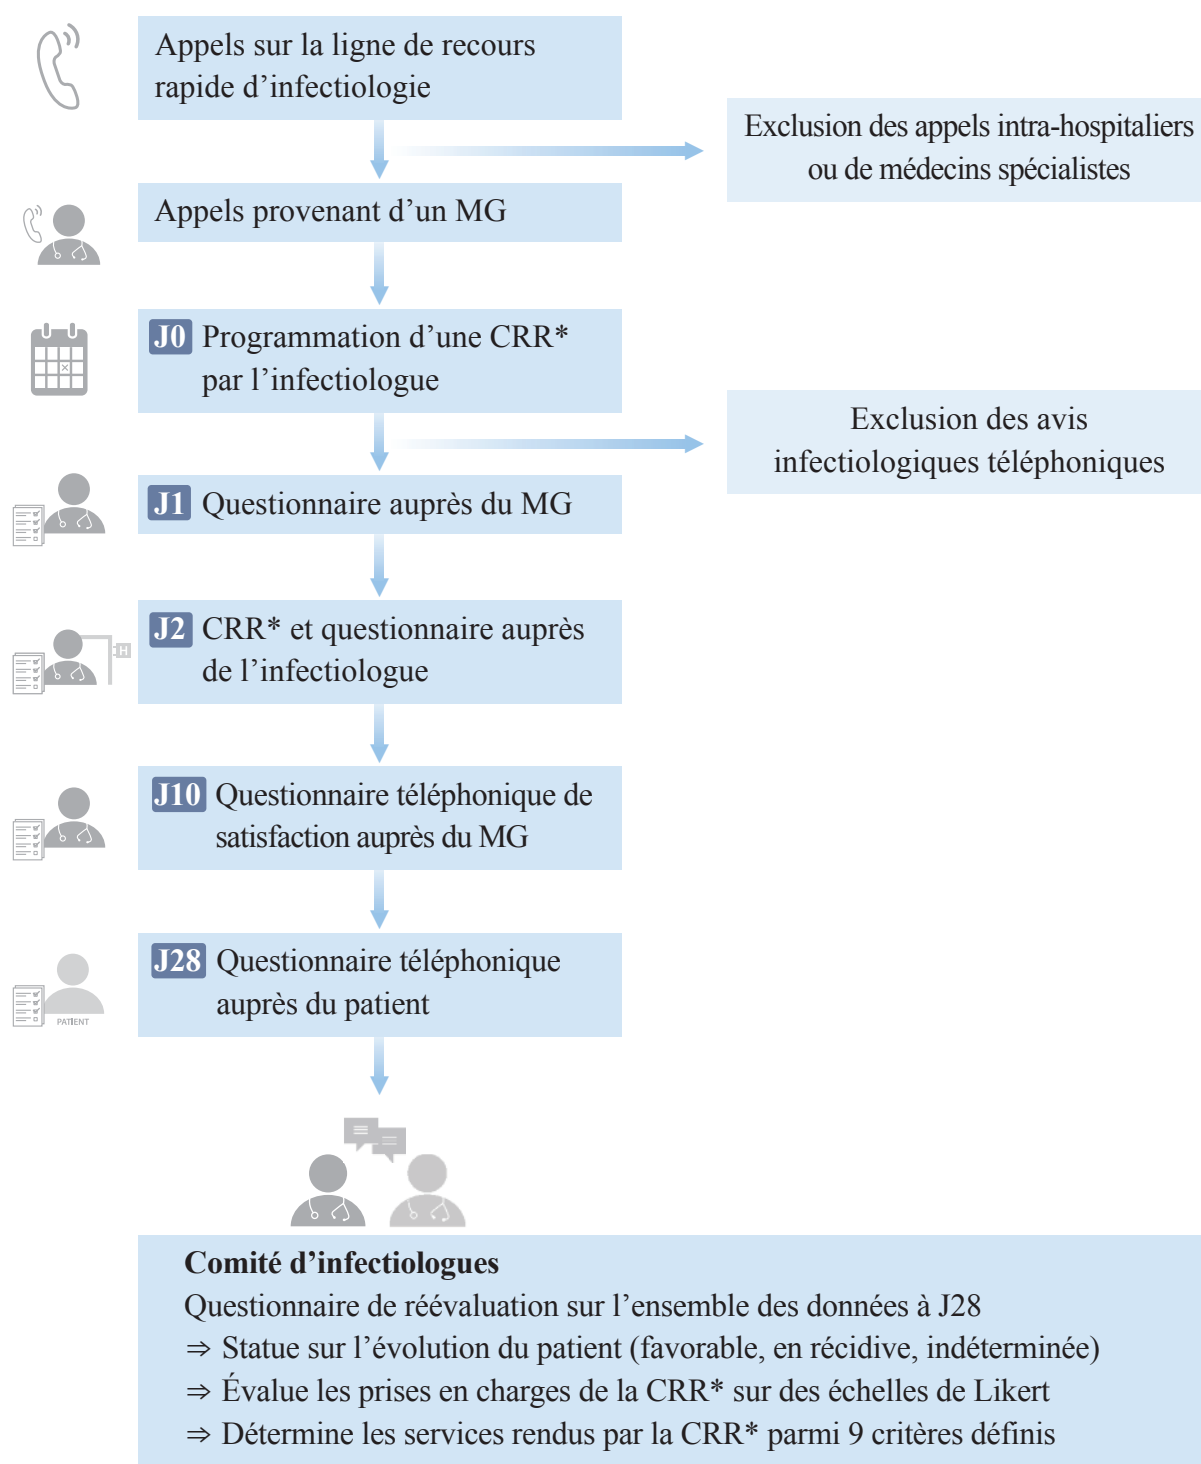 Appels sur la ligne de recours
rapide d’infectiologie
Exclusion des appels intra-hospitaliers
ou de médecins spécialistes
Appels provenant d’un MG
J0 Programmation d’une CRR*
par l’infectiologue
Exclusion des avis
infectiologiques téléphoniques
J1 Questionnaire auprès du MG
J2 CRR* et questionnaire auprès
de l’infectiologue
H
J10 Questionnaire téléphonique de
satisfaction auprès du MG
J28 Questionnaire téléphonique
auprès du patient
PATIENT
Comité d’infectiologues
Questionnaire de réévaluation sur l’ensemble des données à J28
⇒ Statue sur l’évolution du patient (favorable, en récidive, indéterminée)
⇒ Évalue les prises en charges de la CRR* sur des échelles de Likert
⇒ Détermine les services rendus par la CRR* parmi 9 critères définis